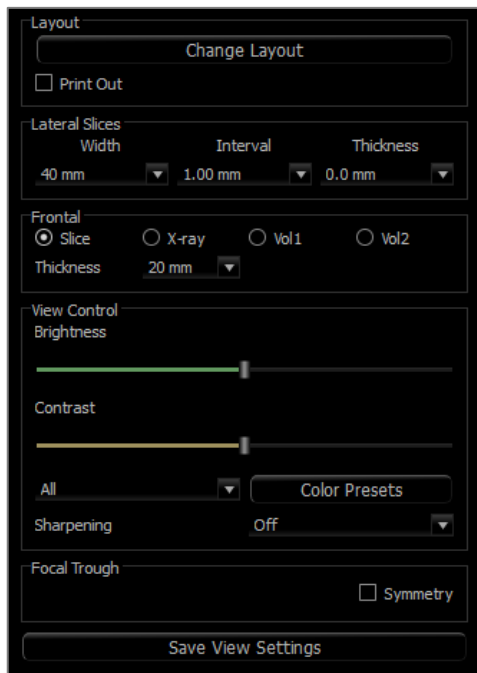 Layout
Change Layout
Print Out
Lateral Slices
Width Interval Thickness
40 mm 1.00 mm 0.0 mm
Frontal
Slice X-ray Vol1 Vol2
Thickness 20 mm
View Control
Brightness
Contrast
All Color Presets
Sharpening Off
Focal Trough
Symmetry
Save View Settings